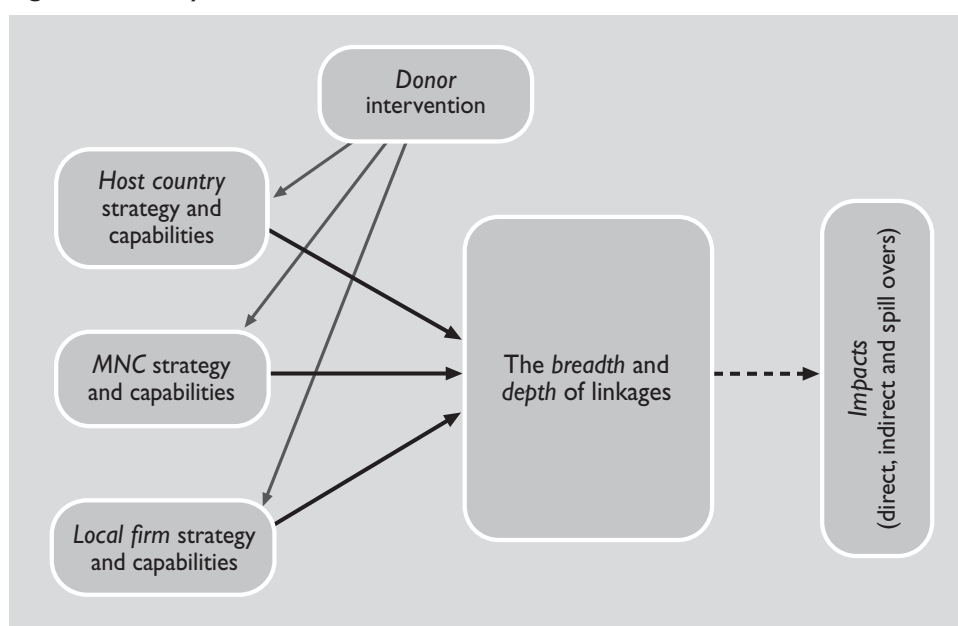 Donor
intervention
Host country
strategy and
capabilities
MNC strategy
and capabilities
Local firm strategy
and capabilities
The breadth and
depth of linkages
Impacts
(direct, indirect and spill overs)